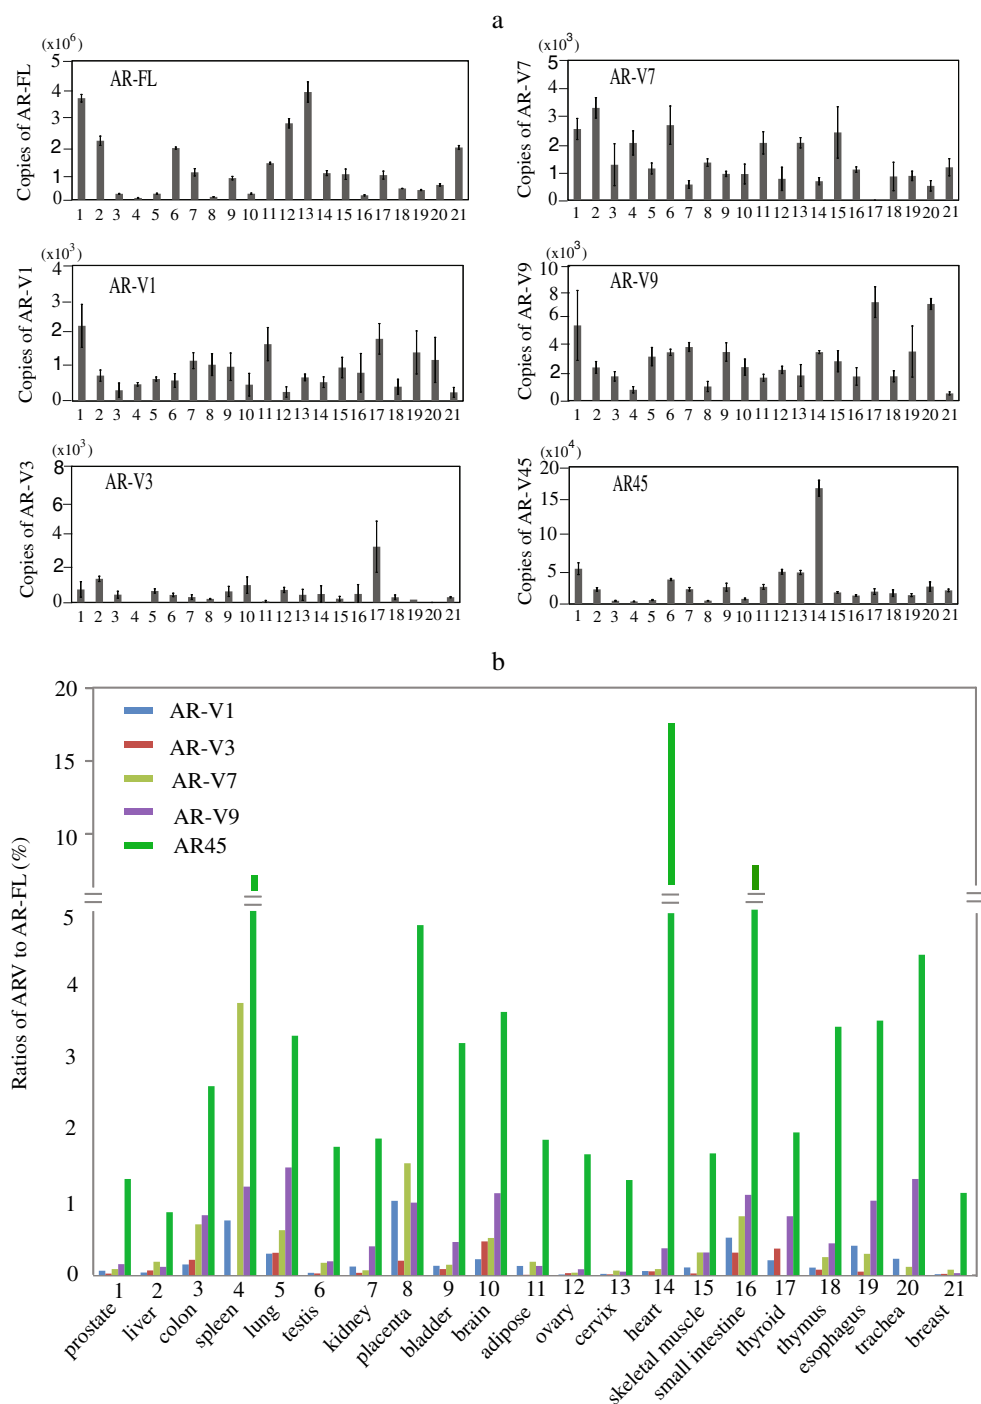 a
(x10⁶)
Copies of AR-FL
AR-FL
5
4
3
2
1
0
1 2 3 4 5 6 7 8 9 10 11 12 13 14 15 16 17 18 19 20 21
(x10³)
Copies of AR-V7
AR-V7
5
4
3
2
1
0
1 2 3 4 5 6 7 8 9 10 11 12 13 14 15 16 17 18 19 20 21
(x10³)
Copies of AR-V1
AR-V1
4
3
2
1
0
1 2 3 4 5 6 7 8 9 10 11 12 13 14 15 16 17 18 19 20 21
(x10³)
Copies of AR-V9
AR-V9
10
8
6
4
2
0
1 2 3 4 5 6 7 8 9 10 11 12 13 14 15 16 17 18 19 20 21
(x10³)
Copies of AR-V3
AR-V3
8
6
4
2
0
1 2 3 4 5 6 7 8 9 10 11 12 13 14 15 16 17 18 19 20 21
(x10⁴)
Copies of AR-V45
AR45
20
15
10
5
0
1 2 3 4 5 6 7 8 9 10 11 12 13 14 15 16 17 18 19 20 21
b
Ratios of ARV to AR-FL (%)
20
15
10
5
4
3
2
1
0
AR-V1
AR-V3
AR-V7
AR-V9
AR45
1 2 3 4 5 6 7 8 9 10 11 12 13 14 15 16 17 18 19 20 21
prostate
liver
colon
spleen
lung
testis
kidney
placenta
bladder
brain
adipose
ovary
cervix
heart
skeletal muscle
small intestine
thyroid
thymus
esophagus
trachea
breast